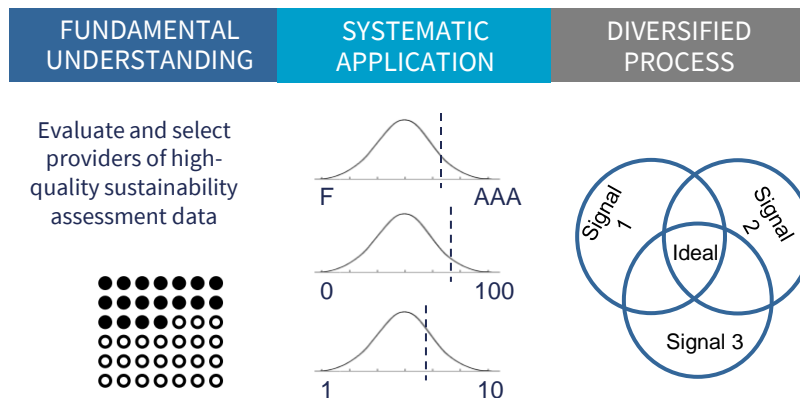 FUNDAMENTAL
UNDERSTANDING
SYSTEMATIC
APPLICATION
DIVERSIFIED
PROCESS
Evaluate and select
providers of high-
quality sustainability
assessment data
F AAA
0 100
1 10
Signal
1
Signal
2
Ideal
Signal 3